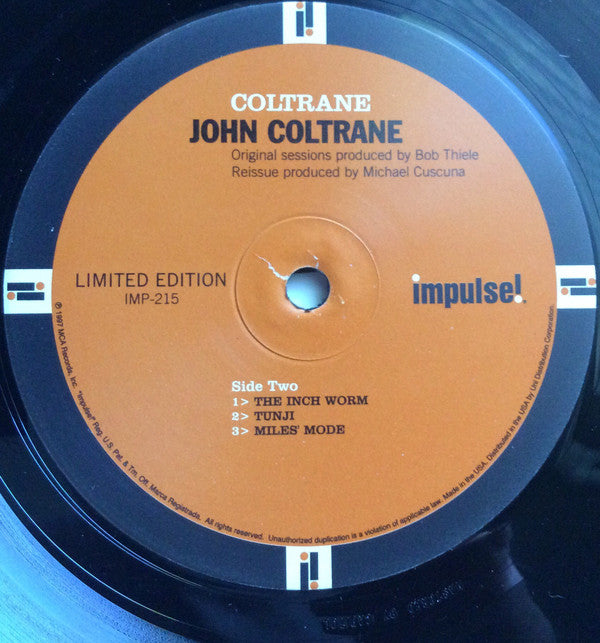 COLTRANE
JOHN COLTRANE
Original sessions produced by Bob Thiele
Reissue produced by Michael Cuscuna
LIMITED EDITION
IMP-215
impulse!
Side Two
1> THE INCH WORM
2> TUNJI
3> MILES' MODE
℗ 1997 MCA Records, Inc. "Impulse!" Reg. U.S. Pat. & Tm. Off. Marca Registrada. All rights reserved. Unauthorized duplication is a violation of applicable law. Made in the USA. Distributed in the USA by Uni Distribution Corporation.